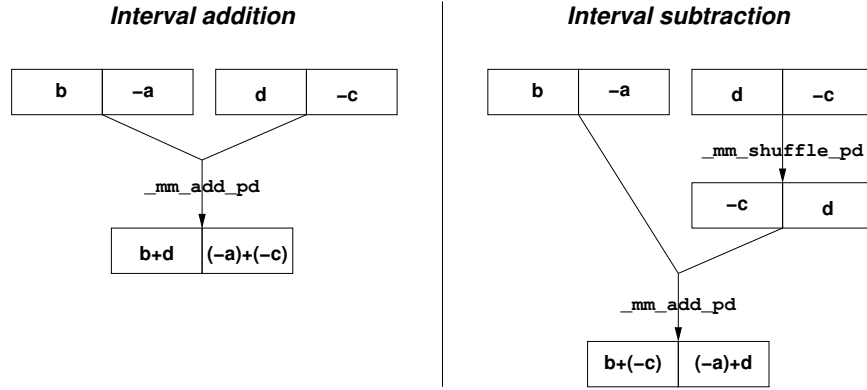 Interval addition
b −a d −c
_mm_add_pd
b+d (−a)+(−c)
Interval subtraction
b −a d −c
_mm_shuffle_pd
−c d
_mm_add_pd
b+(−c) (−a)+d